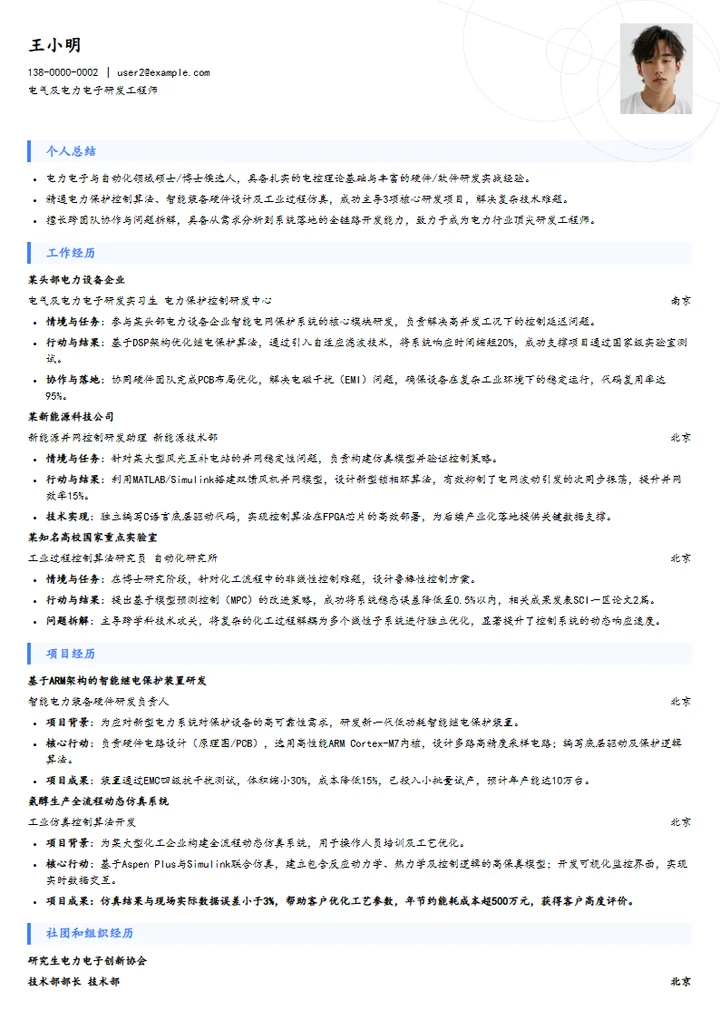 王小明
138-0000-0002 | user2@example.com
电气及电力电子研发工程师
个人总结
• 电力电子与自动化领域硕士/博士候选人，具备扎实的电控理论基础与丰富的硬件/软件研发实战经验。
• 精通电力保护控制算法、智能装备硬件设计及工业过程仿真，成功主导3项核心研发项目，解决复杂技术难题。
• 擅长跨团队协作与问题拆解，具备从需求分析到系统落地的全链路开发能力，致力于成为电力行业顶尖研发工程师。
工作经历
某头部电力设备企业
电气及电力电子研发实习生 电力保护控制研发中心 南京
• 情境与任务：参与某头部电力设备企业智能电网保护系统的核心模块研发，负责解决高并发工况下的控制延迟问题。
• 行动与结果：基于DSP架构优化继电保护算法，通过引入自适应滤波技术，将系统响应时间缩短20%，成功支撑项目通过国家级实验室测
试。
• 协作与落地：协同硬件团队完成PCB布局优化，解决电磁干扰（EMI）问题，确保设备在复杂工业环境下的稳定运行，代码复用率达
95%。
某新能源科技公司
新能源并网控制研发助理 新能源技术部 北京
• 情境与任务：针对某大型风光互补电站的并网稳定性问题，负责构建仿真模型并验证控制策略。
• 行动与结果：利用MATLAB/Simulink搭建双馈风机并网模型，设计新型锁相环算法，有效抑制了电网波动引发的次同步振荡，提升并网
效率15%。
• 技术实现：独立编写C语言底层驱动代码，实现控制算法在FPGA芯片的高效部署，为后续产业化落地提供关键数据支撑。
某知名高校国家重点实验室
工业过程控制算法研究员 自动化研究所 北京
• 情境与任务：在博士研究阶段，针对化工流程中的非线性控制难题，设计鲁棒性控制方案。
• 行动与结果：提出基于模型预测控制（MPC）的改进策略，成功将系统稳态误差降低至0.5%以内，相关成果发表SCI一区论文2篇。
• 问题拆解：主导跨学科技术攻关，将复杂的化工过程解耦为多个线性子系统进行独立优化，显著提升了控制系统的动态响应速度。
项目经历
基于ARM架构的智能继电保护装置研发
智能电力装备硬件研发负责人 北京
• 项目背景：为应对新型电力系统对保护设备的高可靠性需求，研发新一代低功耗智能继电保护装置。
• 核心行动：负责硬件电路设计（原理图/PCB），选用高性能ARM Cortex-M7内核，设计多路高精度采样电路；编写底层驱动及保护逻辑
算法。
• 项目成果：装置通过EMC四级抗干扰测试，体积缩小30%，成本降低15%，已投入小批量试产，预计年产能达10万台。
氨醇生产全流程动态仿真系统
工业仿真控制算法开发 北京
• 项目背景：为某大型化工企业构建全流程动态仿真系统，用于操作人员培训及工艺优化。
• 核心行动：基于Aspen Plus与Simulink联合仿真，建立包含反应动力学、热力学及控制逻辑的高保真模型；开发可视化监控界面，实现
实时数据交互。
• 项目成果：仿真结果与现场实际数据误差小于3%，帮助客户优化工艺参数，年节约能耗成本超500万元，获得客户高度评价。
社团和组织经历
研究生电力电子创新协会
技术部部长 技术部 北京